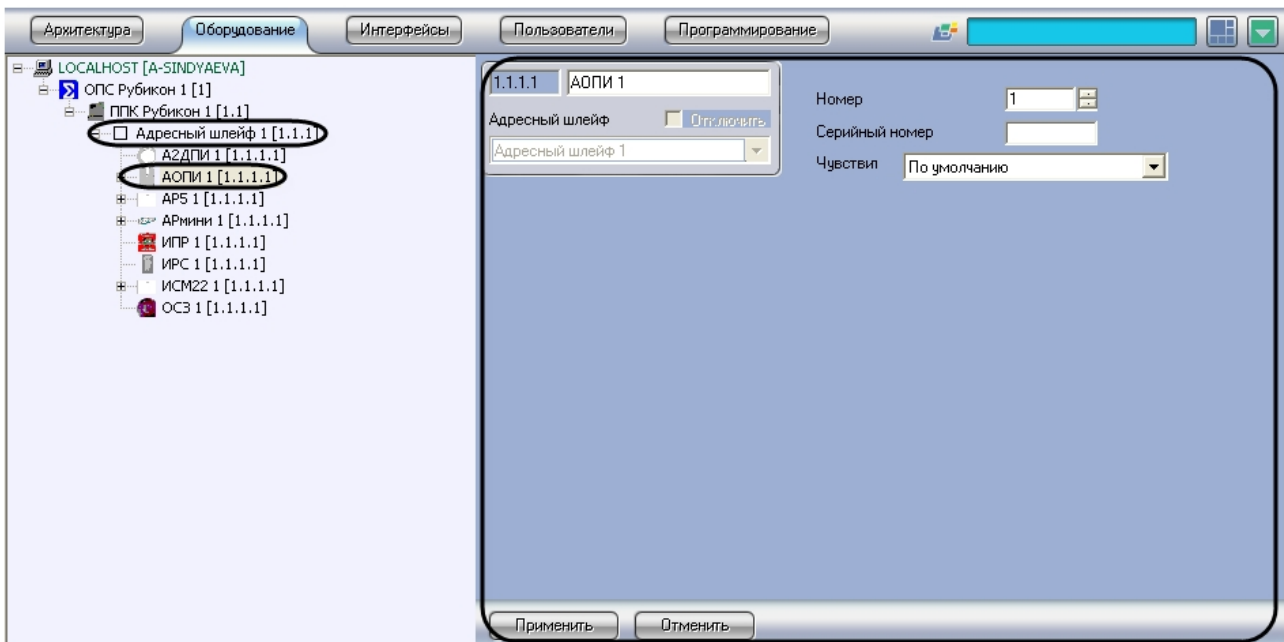 Архитектура
Оборудование
Интерфейсы
Пользователи
Программирование
LOCALHOST [A-SINDYAEVA]
ОПС Рубикон 1 [1]
ППК Рубикон 1 [1.1]
Адресный шлейф 1 [1.1.1]
А2ДПИ 1 [1.1.1.1]
АОПИ 1 [1.1.1.1]
АР5 1 [1.1.1.1]
АРмини 1 [1.1.1.1]
ИПР 1 [1.1.1.1]
ИРС 1 [1.1.1.1]
ИСМ22 1 [1.1.1.1]
ОСЗ 1 [1.1.1.1]
1.1.1.1 АОПИ 1
Адресный шлейф Отключить
Адресный шлейф 1
Номер 1
Серийный номер
Чувствит По умолчанию
Применить
Отменить